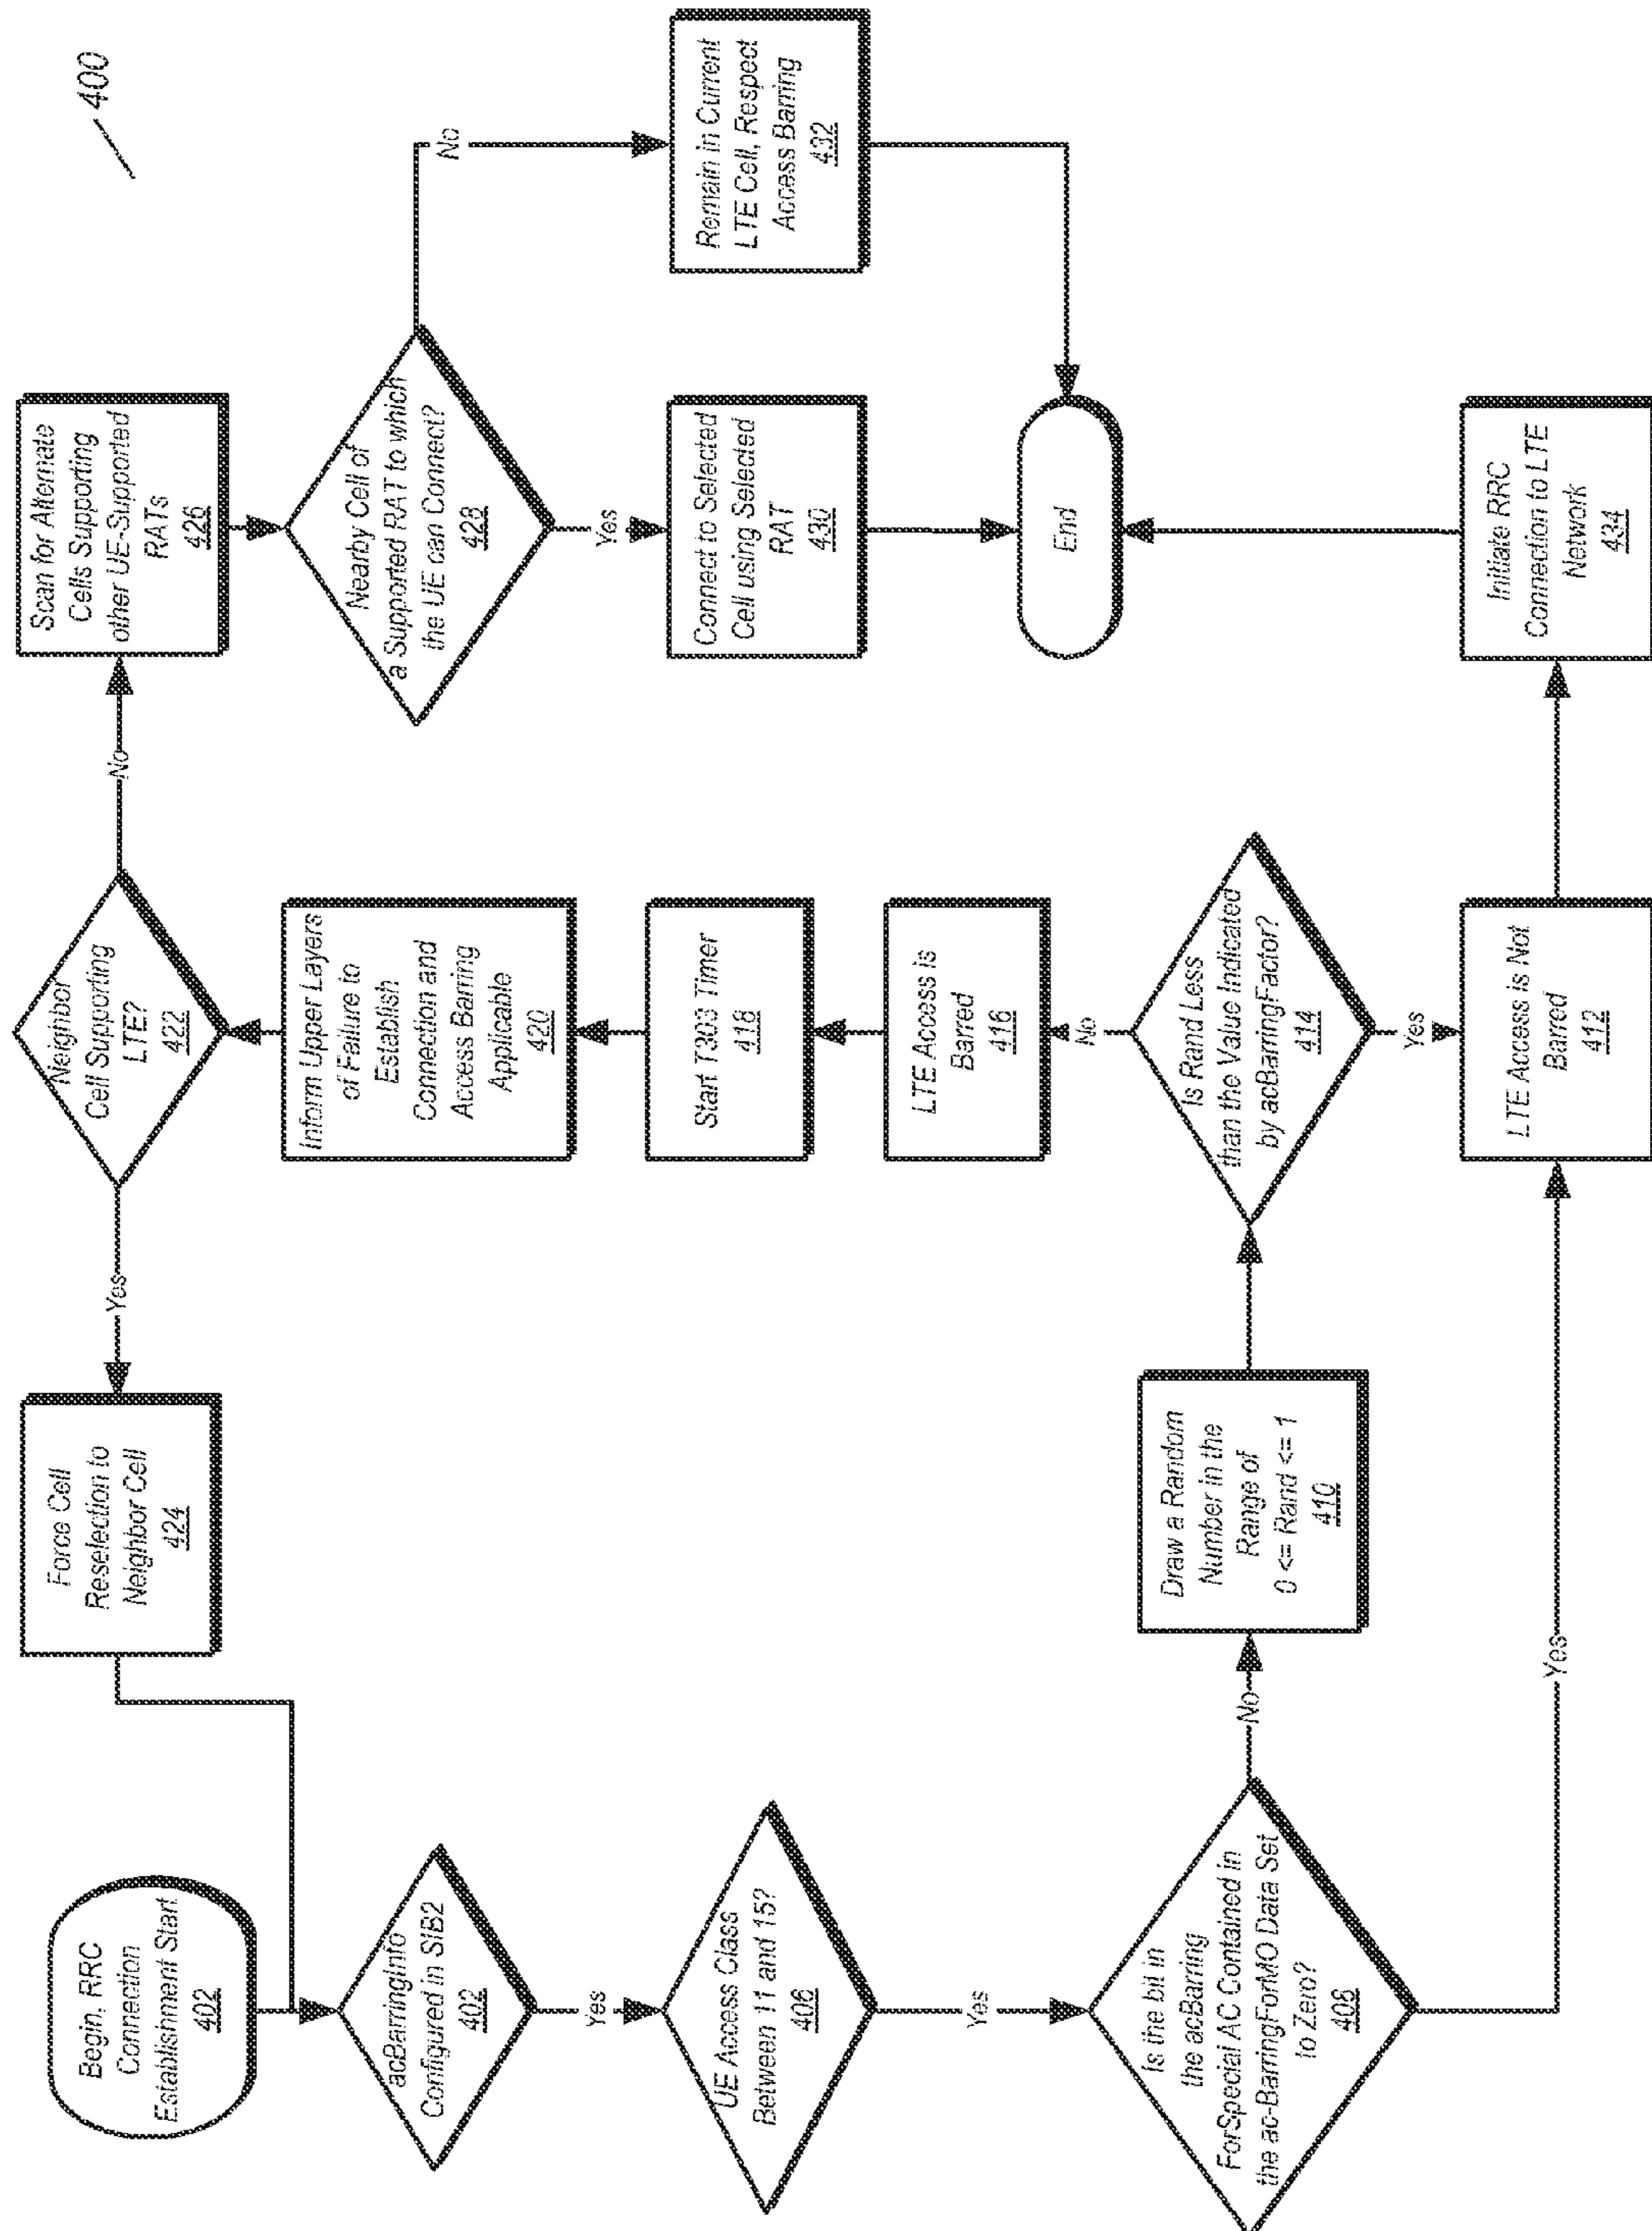 400
Begin. RRC
Connection
Establishment Start
402
acBarringInfo
Configured in SIB2
402
Yes
UE Access Class
Between 11 and 15?
406
Yes
Is the bit in
the acBarring
ForSpecial AC Contained in
the ac-BarringForMO Data Set
to Zero?
408
No
Yes
Draw a Random
Number in the
Range of
0 <= Rand <= 1
410
Is Rand Less
than the Value Indicated
by acBarringFactor?
414
Yes
No
LTE Access is Not
Barred
412
LTE Access is
Barred
416
Start T303 Timer
418
Inform Upper Layers
of Failure to
Establish
Connection and
Access Barring
Applicable
420
Neighbor
Cell Supporting
LTE?
422
Yes
Force Cell
Reselection to
Neighbor Cell
424
No
Scan for Alternate
Cells Supporting
other UE-Supported
RATs
426
Nearby Cell of
a Supported RAT to which
the UE can Connect?
428
Yes
Connect to Selected
Cell using Selected
RAT
430
No
Remain in Current
LTE Cell, Respect
Access Barring
432
Initiate RRC
Connection to LTE
Network
434
End